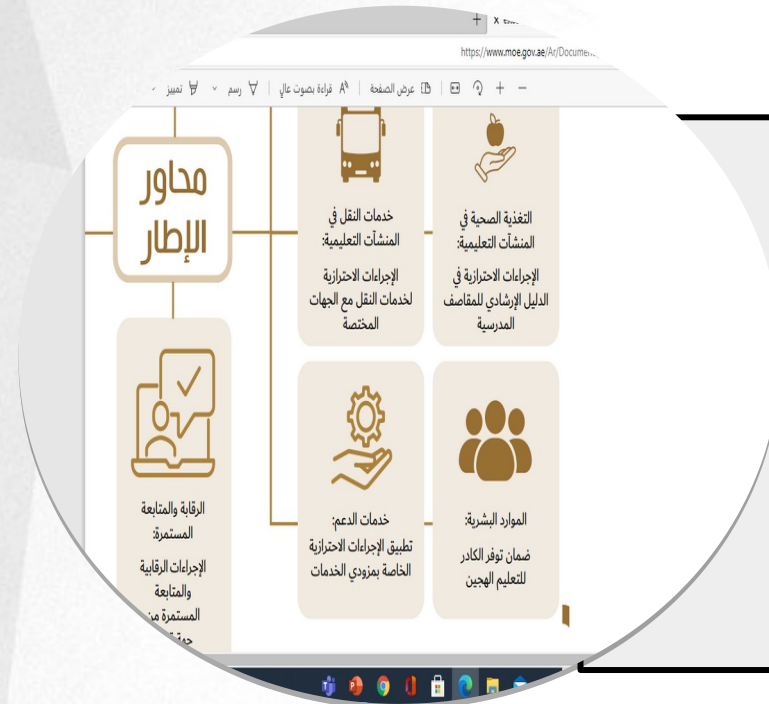 https://www.moe.gov.ae/Ar/Docume
عرض الصفحة
قراءة بصوت عالٍ
رسم
تمييز
محاور
الإطار
التغذية الصحية في
المنشآت التعليمية:
الإجراءات الاحترازية في
الدليل الإرشادي للمقاصف
المدرسية
خدمات النقل في
المنشآت التعليمية:
الإجراءات الاحترازية
لخدمات النقل مع الجهات
المختصة
الموارد البشرية:
ضمان توفر الكادر
للتعليم الهجين
خدمات الدعم:
تطبيق الإجراءات الاحترازية
الخاصة بمزودي الخدمات
الرقابة والمتابعة
المستمرة:
الإجراءات الرقابية
والمتابعة
المستمرة من